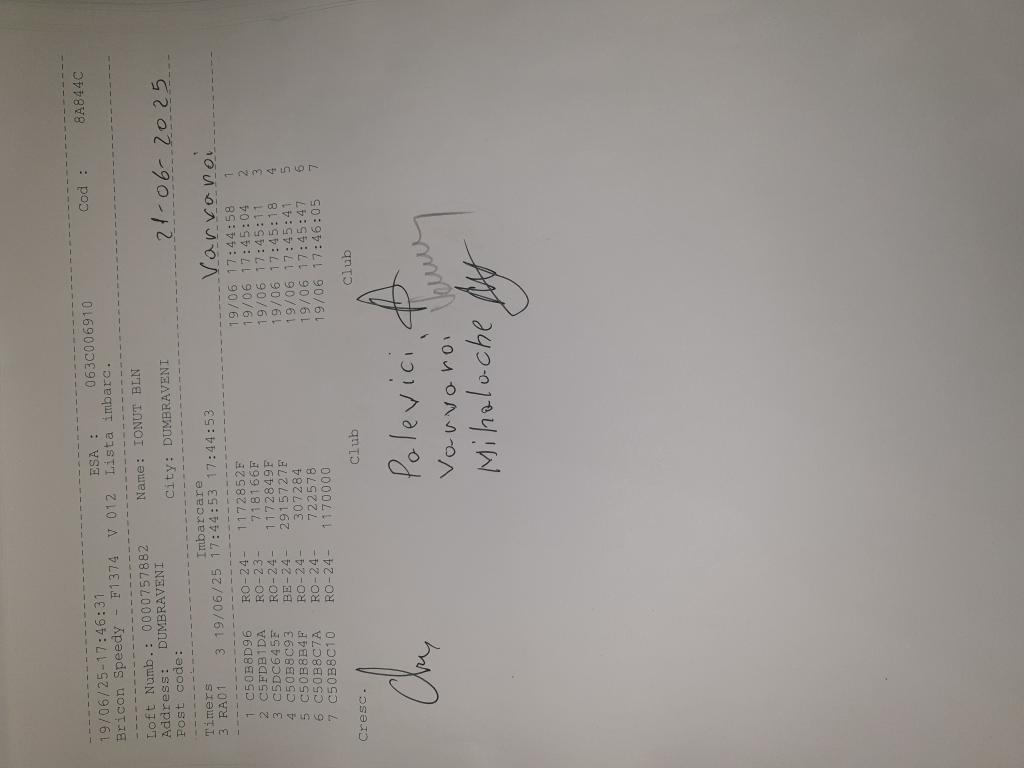 19/06/25-17:46:31 ESA : 063C006910 Cod : 8A844C
Bricon Speedy - F1374 V 012 Lista imbarc.
Loft Numb.: 0000757882 Name: IONUT BLN
Address: DUMBRAVENI City: DUMBRAVENI
Post code: 21-06-2025
Imbarcare
Timers Varvaroi
3 RA01 3 19/06/25 17:44:53 17:44:53
1 C50B8D96 RO-24- 1172852F 19/06 17:44:58 1
2 C5FDB1DA RO-23- 718166F 19/06 17:45:04 2
3 C5DC645F RO-24- 1172849F 19/06 17:45:11 3
4 C50B8C93 BE-24- 2915727F 19/06 17:45:18 4
5 C50B8B4F RO-24- 307284 19/06 17:45:41 5
6 C50B8C7A RO-24- 722578 19/06 17:45:47 6
7 C50B8C10 RO-24- 1170000 19/06 17:46:05 7
Cresc. Club Club
Palevici
Varvaroi
Mihalache